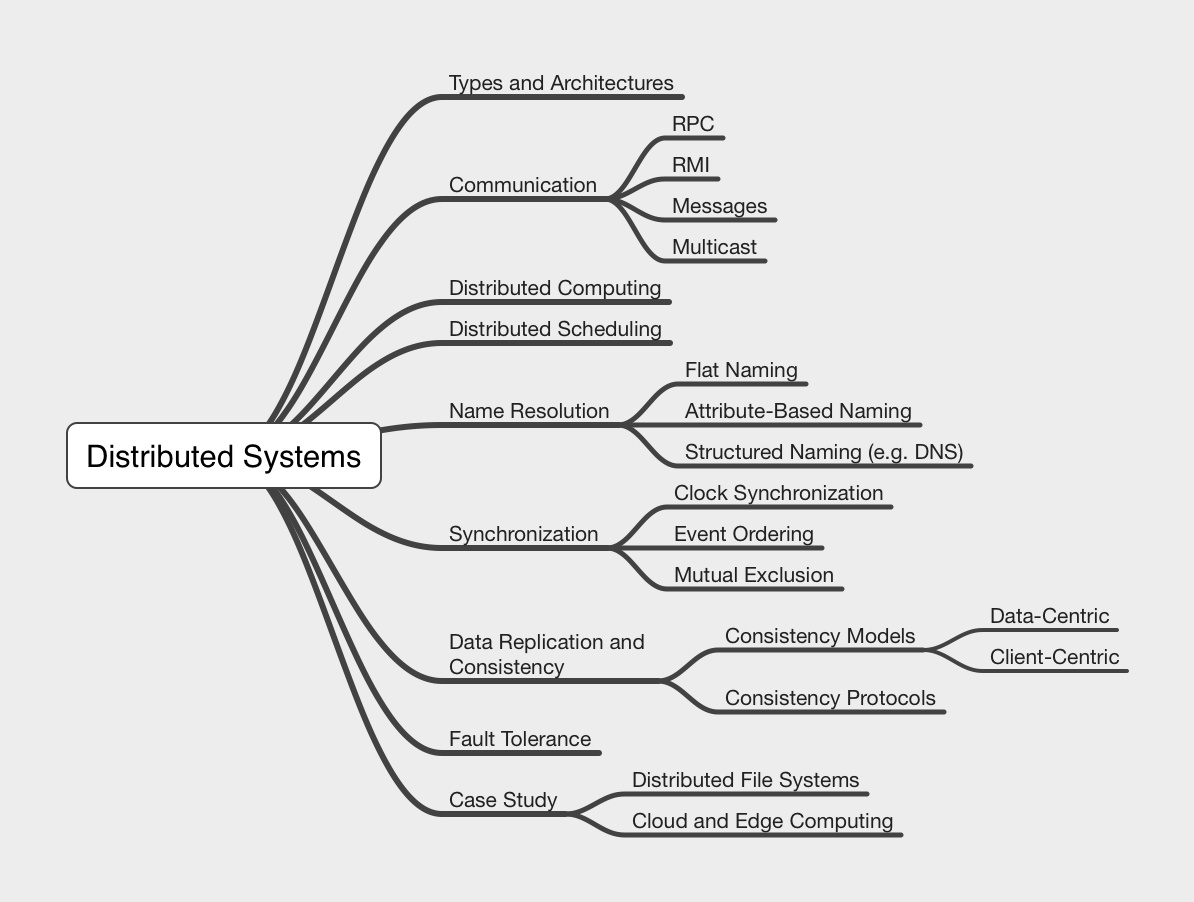 Types and Architectures
RPC
RMI
Communication
Messages
Multicast
Distributed Computing
Distributed Scheduling
Flat Naming
Name Resolution
Attribute-Based Naming
Structured Naming (e.g. DNS)
Distributed Systems
Clock Synchronization
Synchronization
Event Ordering
Mutual Exclusion
Data Replication and
Consistency
Consistency Models
Data-Centric
Client-Centric
Consistency Protocols
Fault Tolerance
Case Study
Distributed File Systems
Cloud and Edge Computing